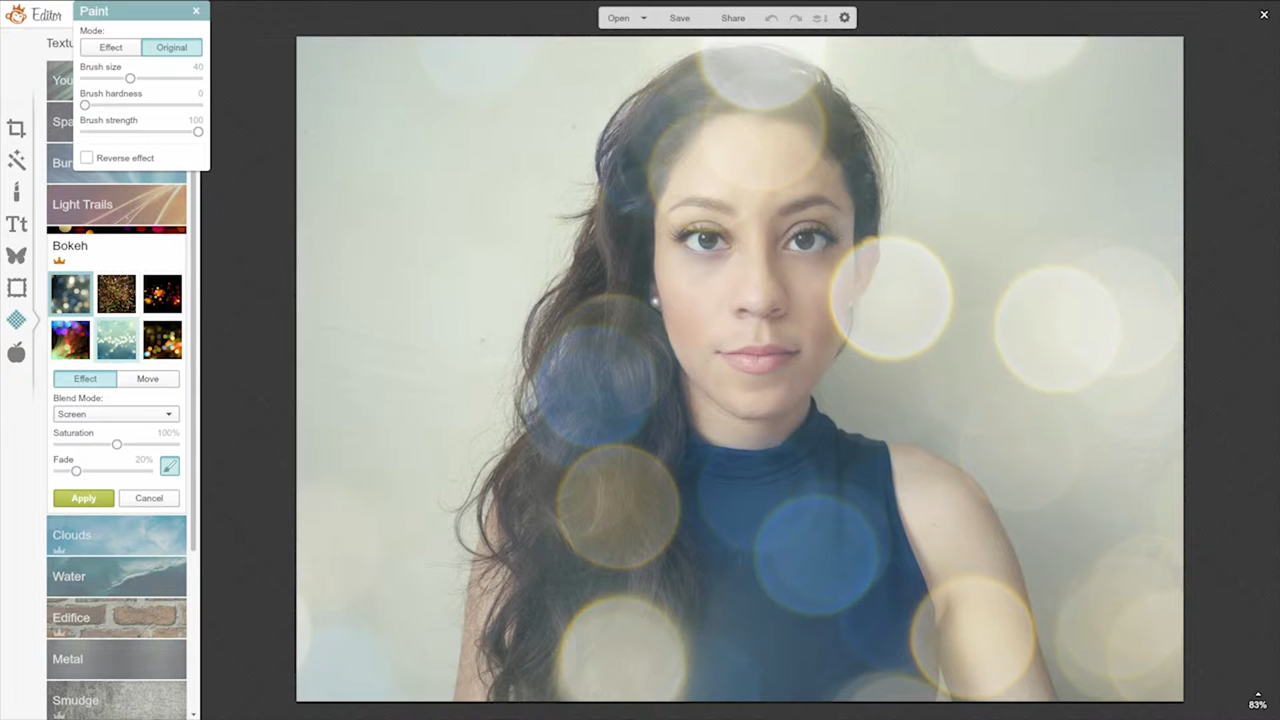 Editor
Paint
Open
Save
Share
Mode:
Effect
Original
Brush size
40
Brush hardness
0
Brush strength
100
Reverse effect
Textu
You
Spa
Light Trails
Bokeh
Effect
Move
Blend Mode:
Screen
Saturation
100%
Fade
20%
Apply
Cancel
Clouds
Water
Edifice
Metal
Smudge
Tt
83%